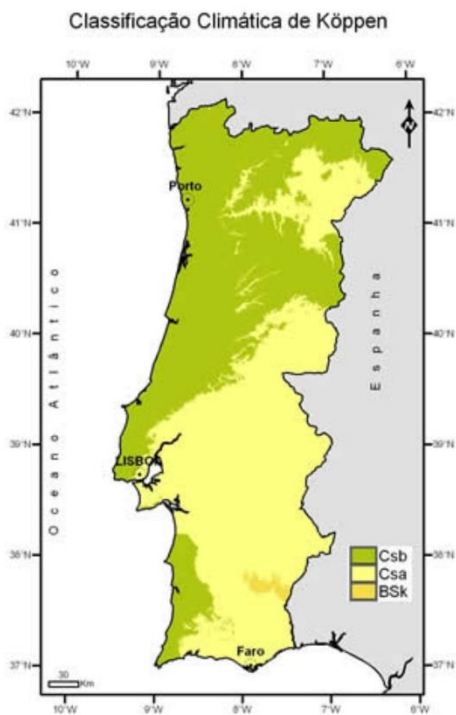 Classificação Climática de Köppen
10°W 9°W 8°W 7°W 6°W
42°N 42°N
N
Porto
41°N 41°N
Oceano Atlântico
Espanha
40°N 40°N
39°N 39°N
LISBOA
38°N 38°N
Csb
Csa
BSk
Faro
37°N 37°N
30
Km
10°W 9°W 8°W 7°W 6°W